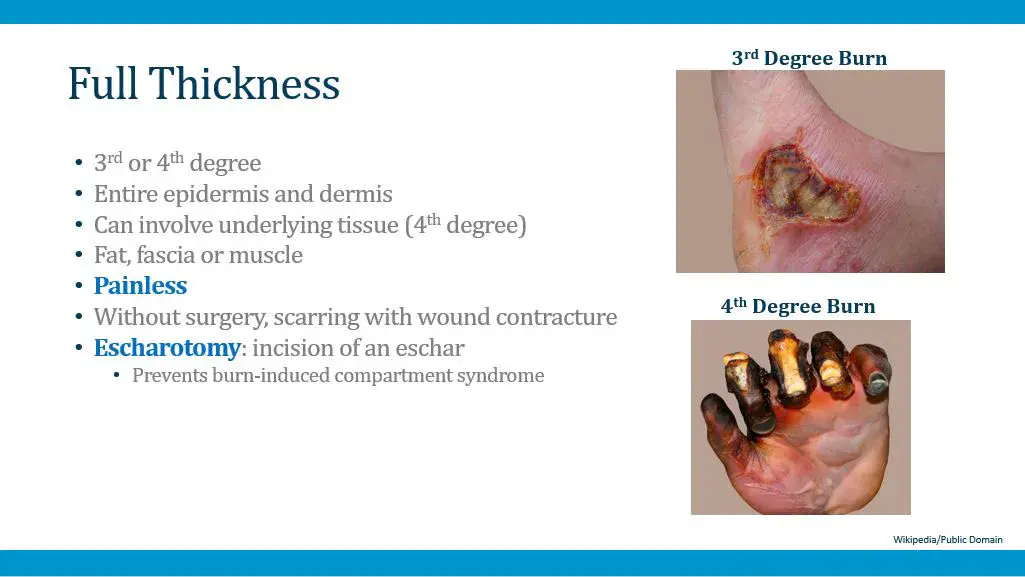 Full Thickness
3rd or 4th degree
Entire epidermis and dermis
Can involve underlying tissue (4th degree)
Fat, fascia or muscle
Painless
Without surgery, scarring with wound contracture
Escharotomy: incision of an eschar
Prevents burn-induced compartment syndrome
3rd Degree Burn
4th Degree Burn
Wikipedia/Public Domain